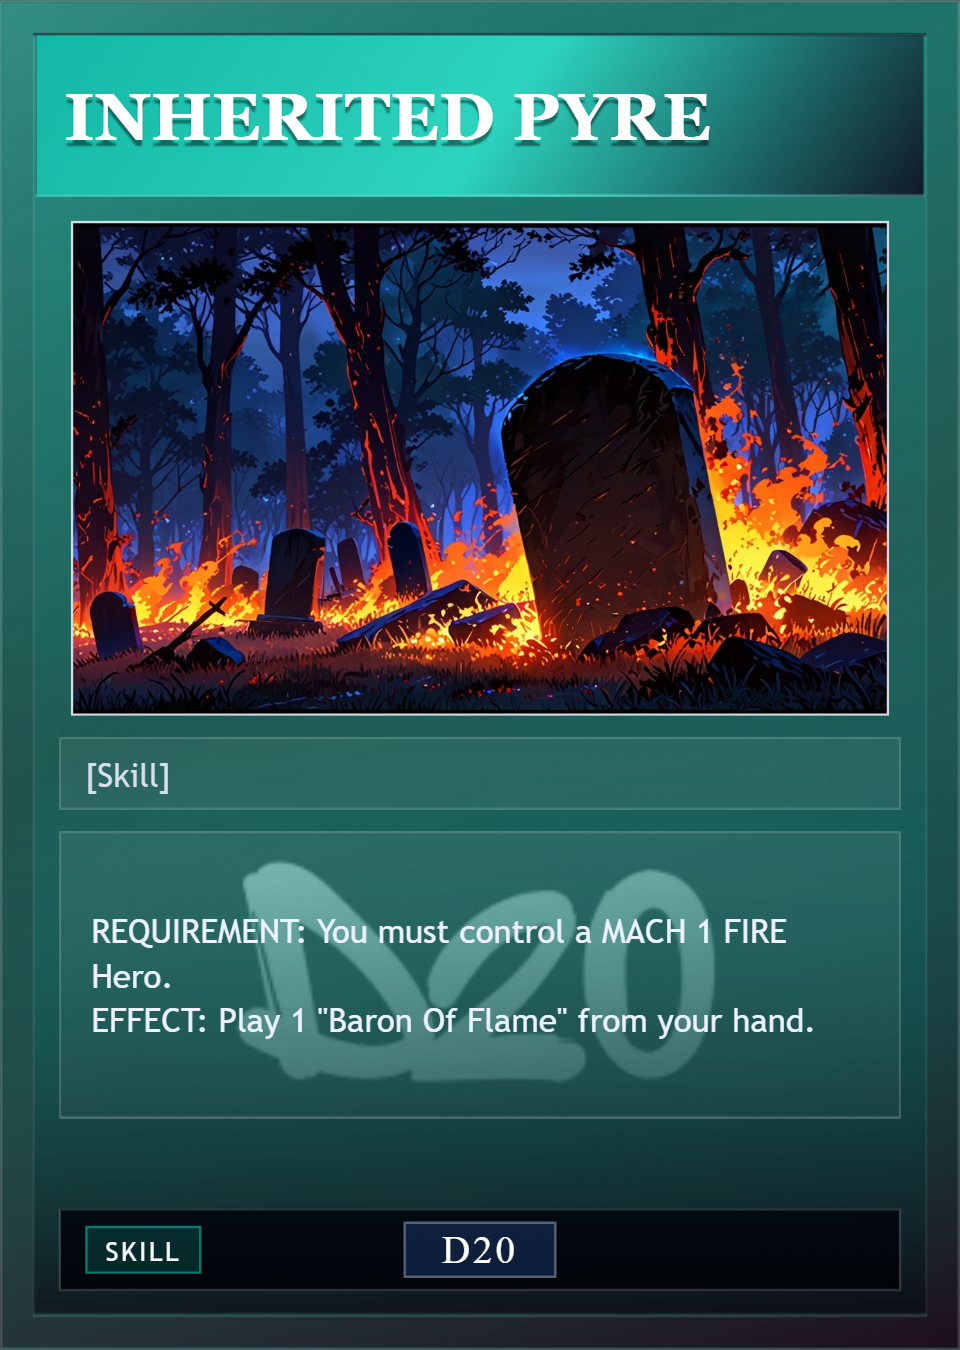 INHERITED PYRE
[Skill]
D20
REQUIREMENT: You must control a MACH 1 FIRE
Hero.
EFFECT: Play 1 "Baron Of Flame" from your hand.
SKILL
D20